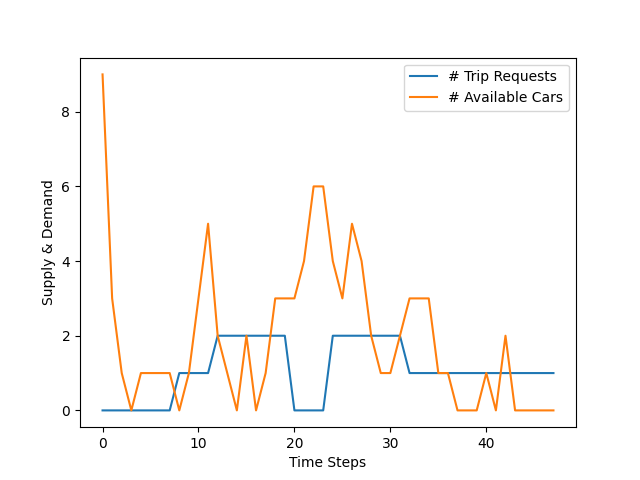 # Trip Requests
# Available Cars
8
6
4
2
0
Supply & Demand
0 10 20 30 40
Time Steps